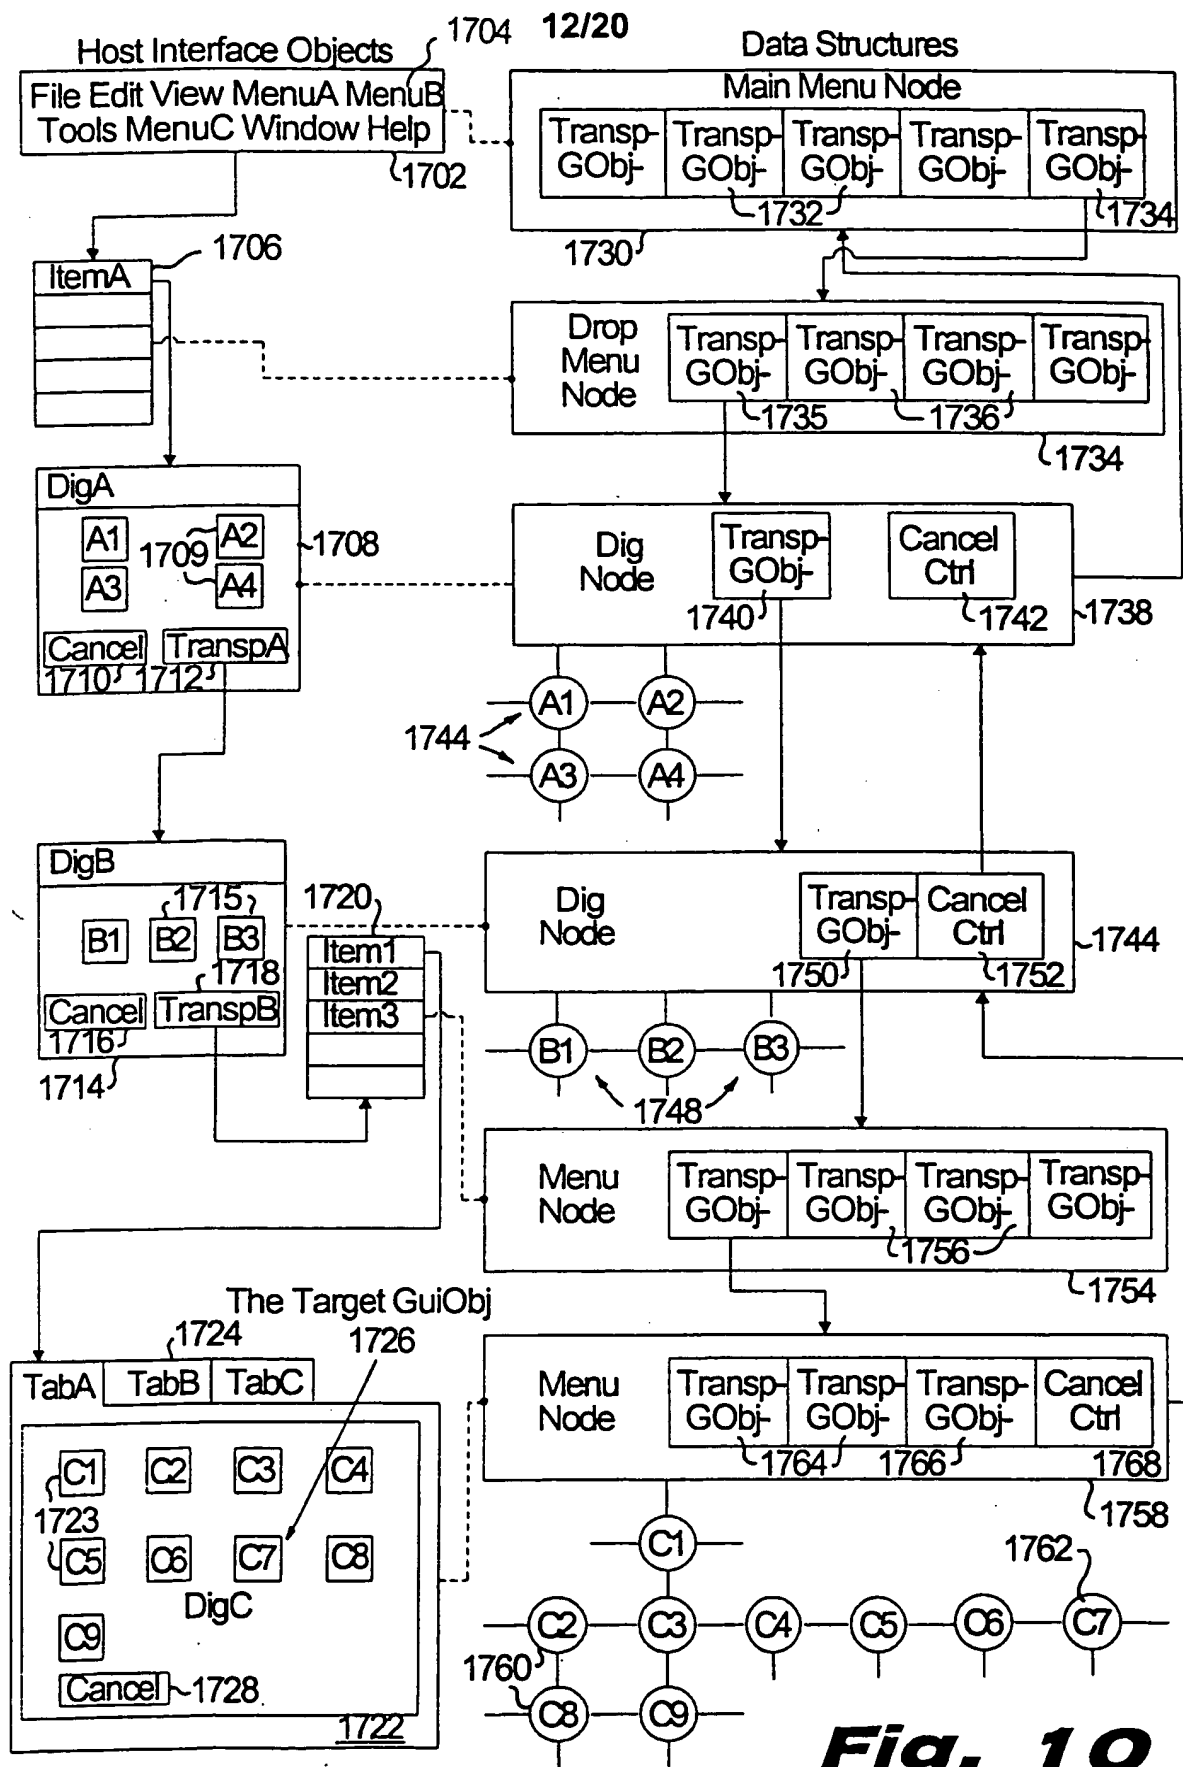 1704 12/20
Host Interface Objects
Data Structures
File Edit View MenuA MenuB
Tools MenuC Window Help
1702
Main Menu Node
Transp- Transp- Transp- Transp- Transp-
GObj- GObj- GObj- GObj- GObj-
1732 1734
1730
1706
ItemA
Drop
Menu
Node
Transp- Transp- Transp- Transp-
GObj- GObj- GObj- GObj-
1735 1736
1734
DigA
A1 A2
1709
A3 A4
1708
Cancel TranspA
1710 1712
Dig
Node
Transp-
GObj-
1740
Cancel
Ctrl
1742
1738
A1 A2
1744
A3 A4
DigB
1715
B1 B2 B3
1718
Cancel TranspB
1716
1714
1720
Item1
Item2
Item3
Dig
Node
Transp- Cancel
GObj- Ctrl
1750 1752
1744
B1 B2 B3
1748
Menu
Node
Transp- Transp- Transp- Transp-
GObj- GObj- GObj- GObj-
1756
1754
The Target GuiObj
1724 1726
TabA TabB TabC
C1 C2 C3 C4
1723
C5 C6 C7 C8
DigC
C9
Cancel 1728
1722
Menu
Node
Transp- Transp- Transp- Cancel
GObj- GObj- GObj- Ctrl
1764 1766 1768
1758
C1
1762
C2 C3 C4 C5 C6 C7
1760
C8 C9
Fig. 10